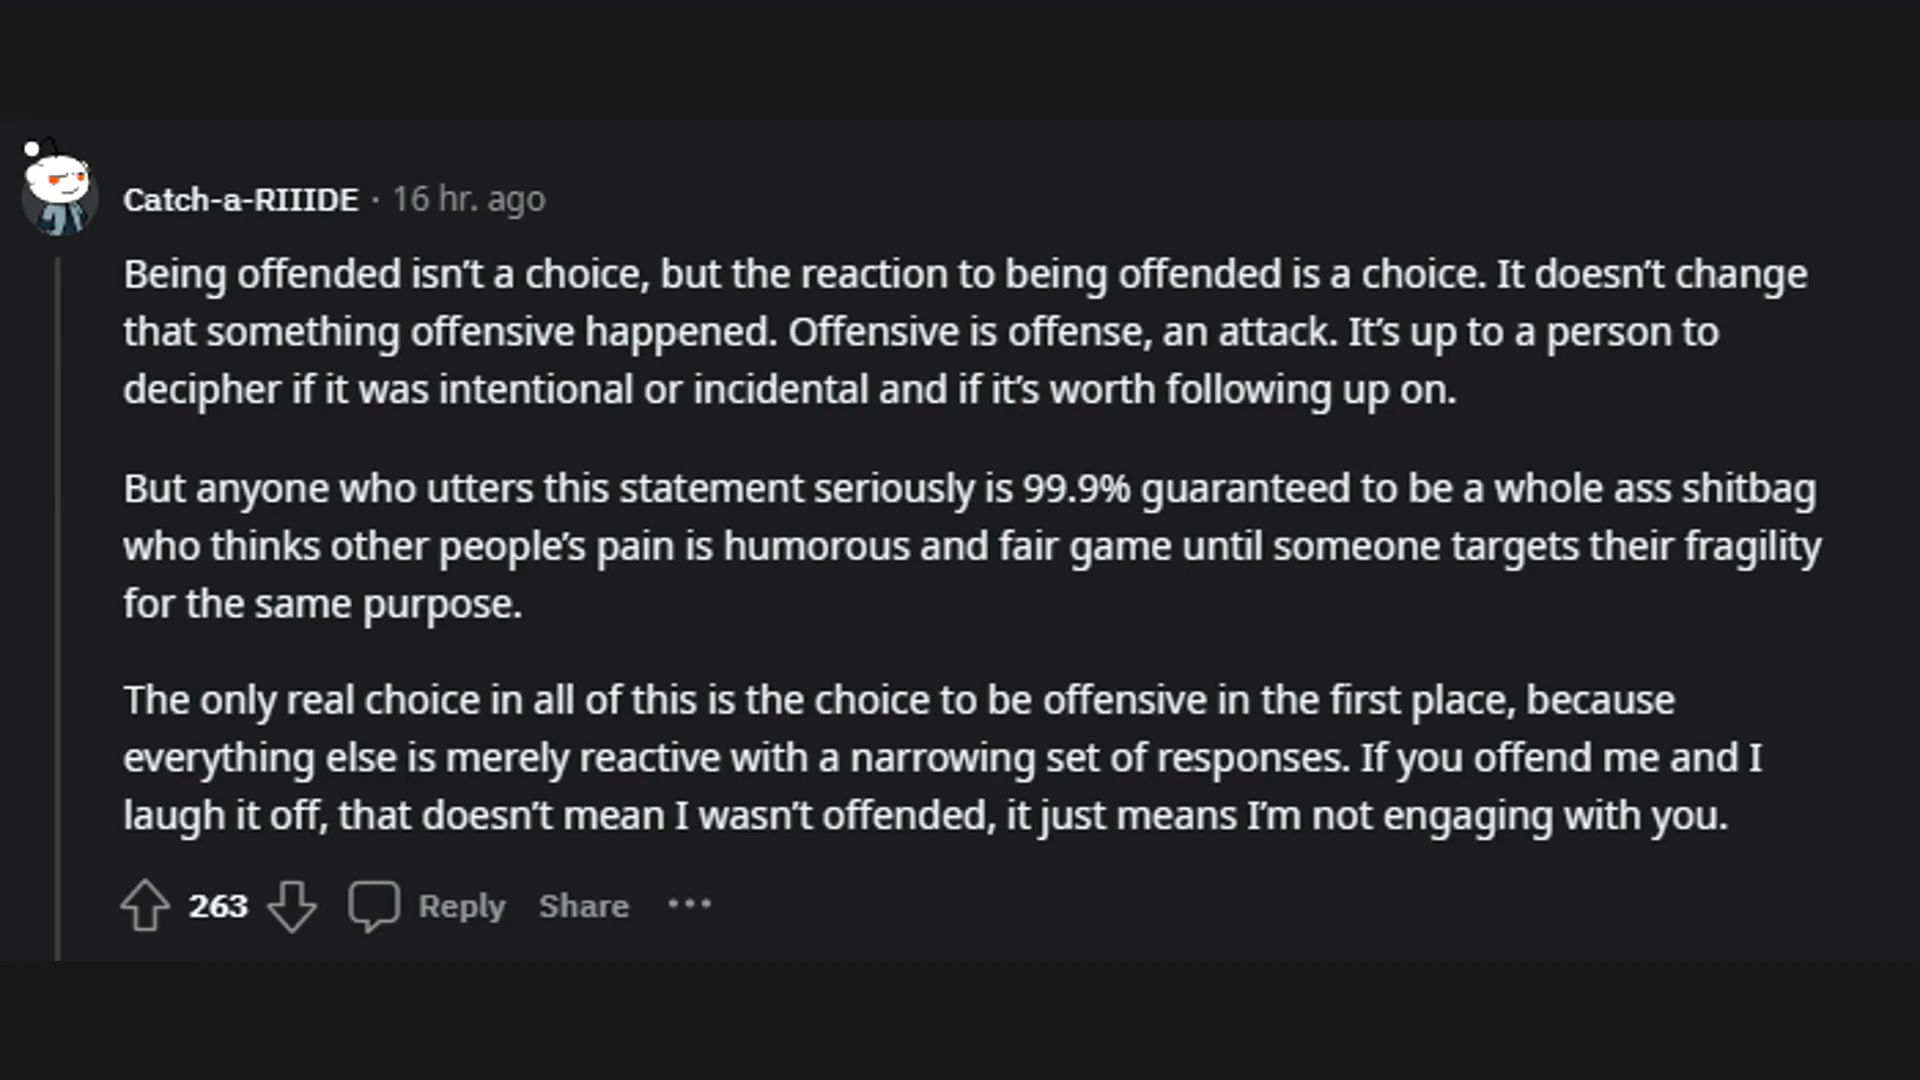 Catch-a-RIIIDE · 16 hr. ago
Being offended isn’t a choice, but the reaction to being offended is a choice. It doesn’t change
that something offensive happened. Offensive is offense, an attack. It’s up to a person to
decipher if it was intentional or incidental and if it’s worth following up on.
But anyone who utters this statement seriously is 99.9% guaranteed to be a whole ass shitbag
who thinks other people’s pain is humorous and fair game until someone targets their fragility
for the same purpose.
The only real choice in all of this is the choice to be offensive in the first place, because
everything else is merely reactive with a narrowing set of responses. If you offend me and I
laugh it off, that doesn’t mean I wasn’t offended, it just means I’m not engaging with you.
263 Reply Share ...